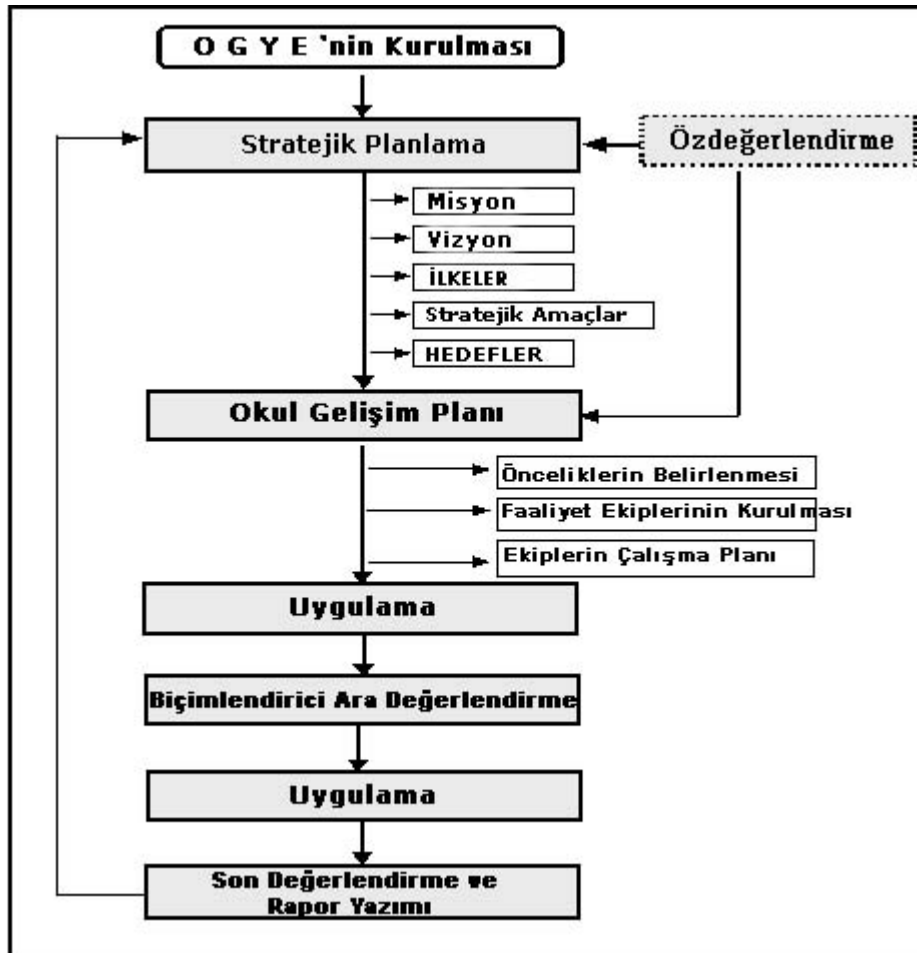 O G Y E 'nin Kurulması
Stratejik Planlama
Özdeğerlendirme
Misyon
Vizyon
İLKELER
Stratejik Amaçlar
HEDEFLER
Okul Gelişim Planı
Önceliklerin Belirlenmesi
Faaliyet Ekiplerinin Kurulması
Ekiplerin Çalışma Planı
Uygulama
Biçimlendirici Ara Değerlendirme
Uygulama
Son Değerlendirme ve
Rapor Yazımı